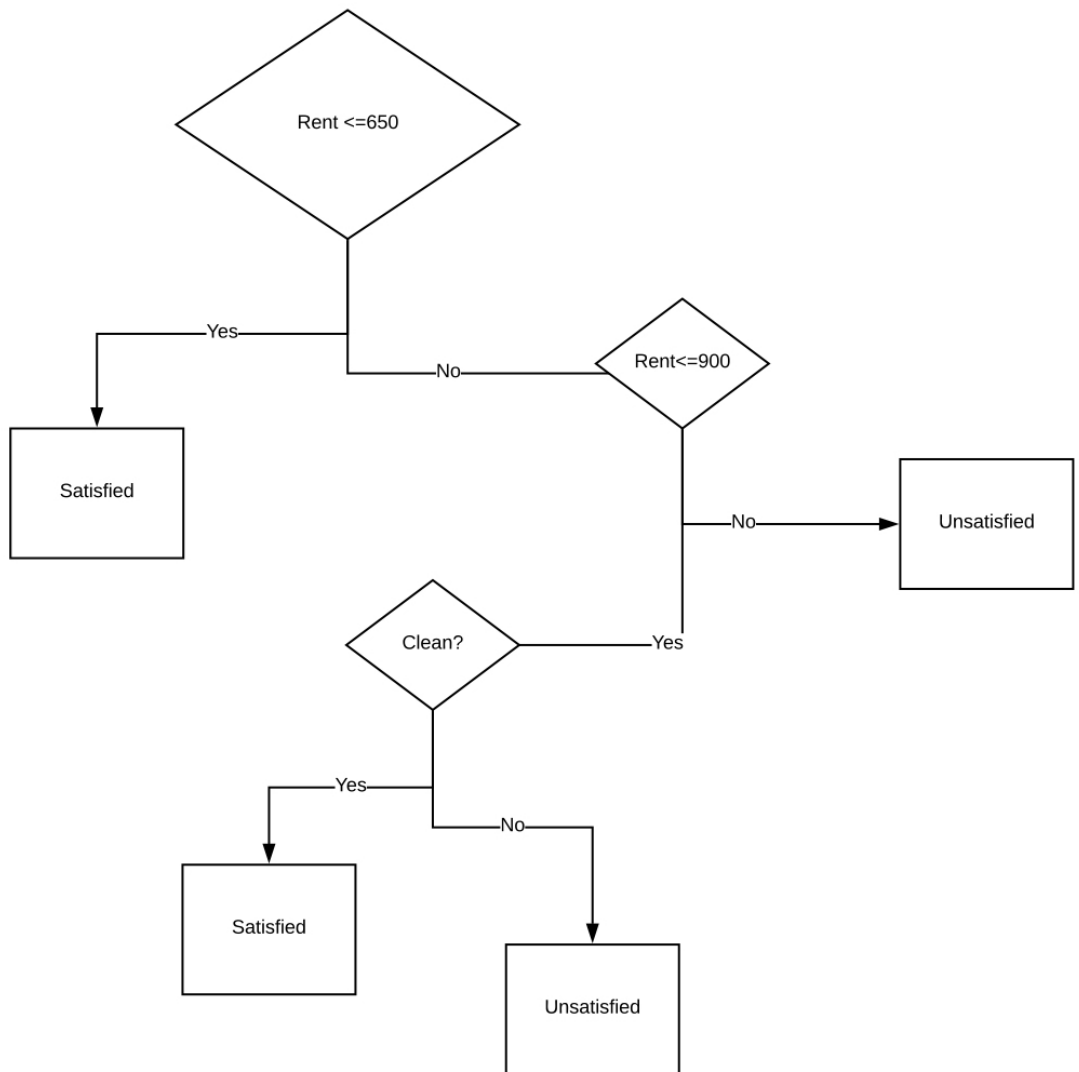 Rent <=650
Yes
No
Rent<=900
Satisfied
No
Unsatisfied
Clean?
Yes
Yes
No
Satisfied
Unsatisfied